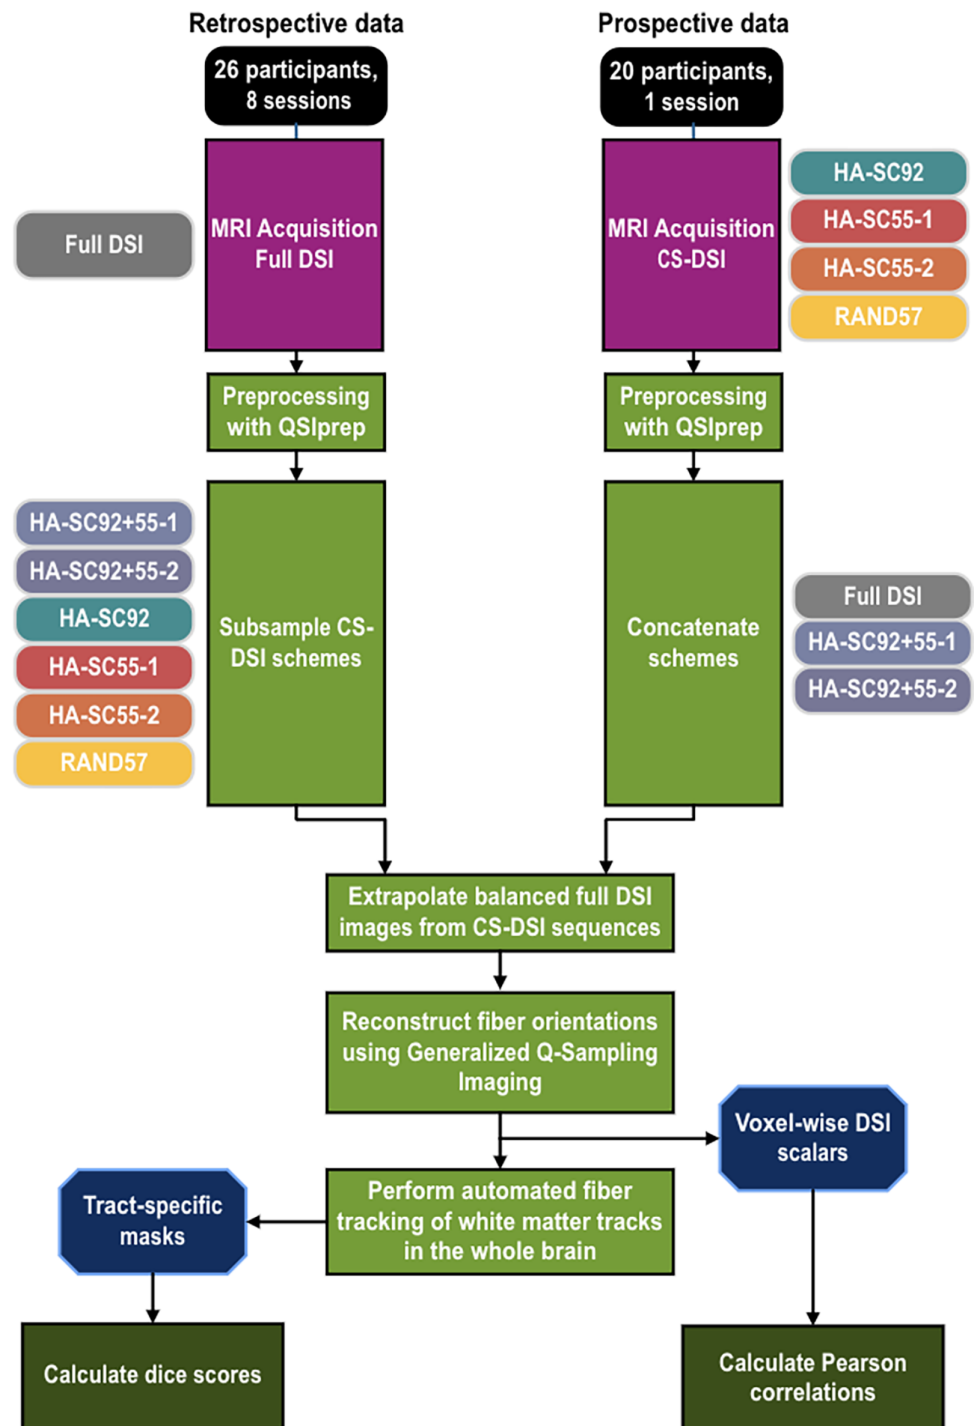 Retrospective data
Prospective data
26 participants,
8 sessions
20 participants,
1 session
Full DSI
MRI Acquisition
Full DSI
MRI Acquisition
CS-DSI
HA-SC92
HA-SC55-1
HA-SC55-2
RAND57
Preprocessing
with QSIprep
Preprocessing
with QSIprep
HA-SC92+55-1
HA-SC92+55-2
HA-SC92
HA-SC55-1
HA-SC55-2
RAND57
Subsample CS-
DSI schemes
Concatenate
schemes
Full DSI
HA-SC92+55-1
HA-SC92+55-2
Extrapolate balanced full DSI
images from CS-DSI sequences
Reconstruct fiber orientations
using Generalized Q-Sampling
Imaging
Voxel-wise DSI
scalars
Perform automated fiber
tracking of white matter tracks
in the whole brain
Tract-specific
masks
Calculate dice scores
Calculate Pearson
correlations